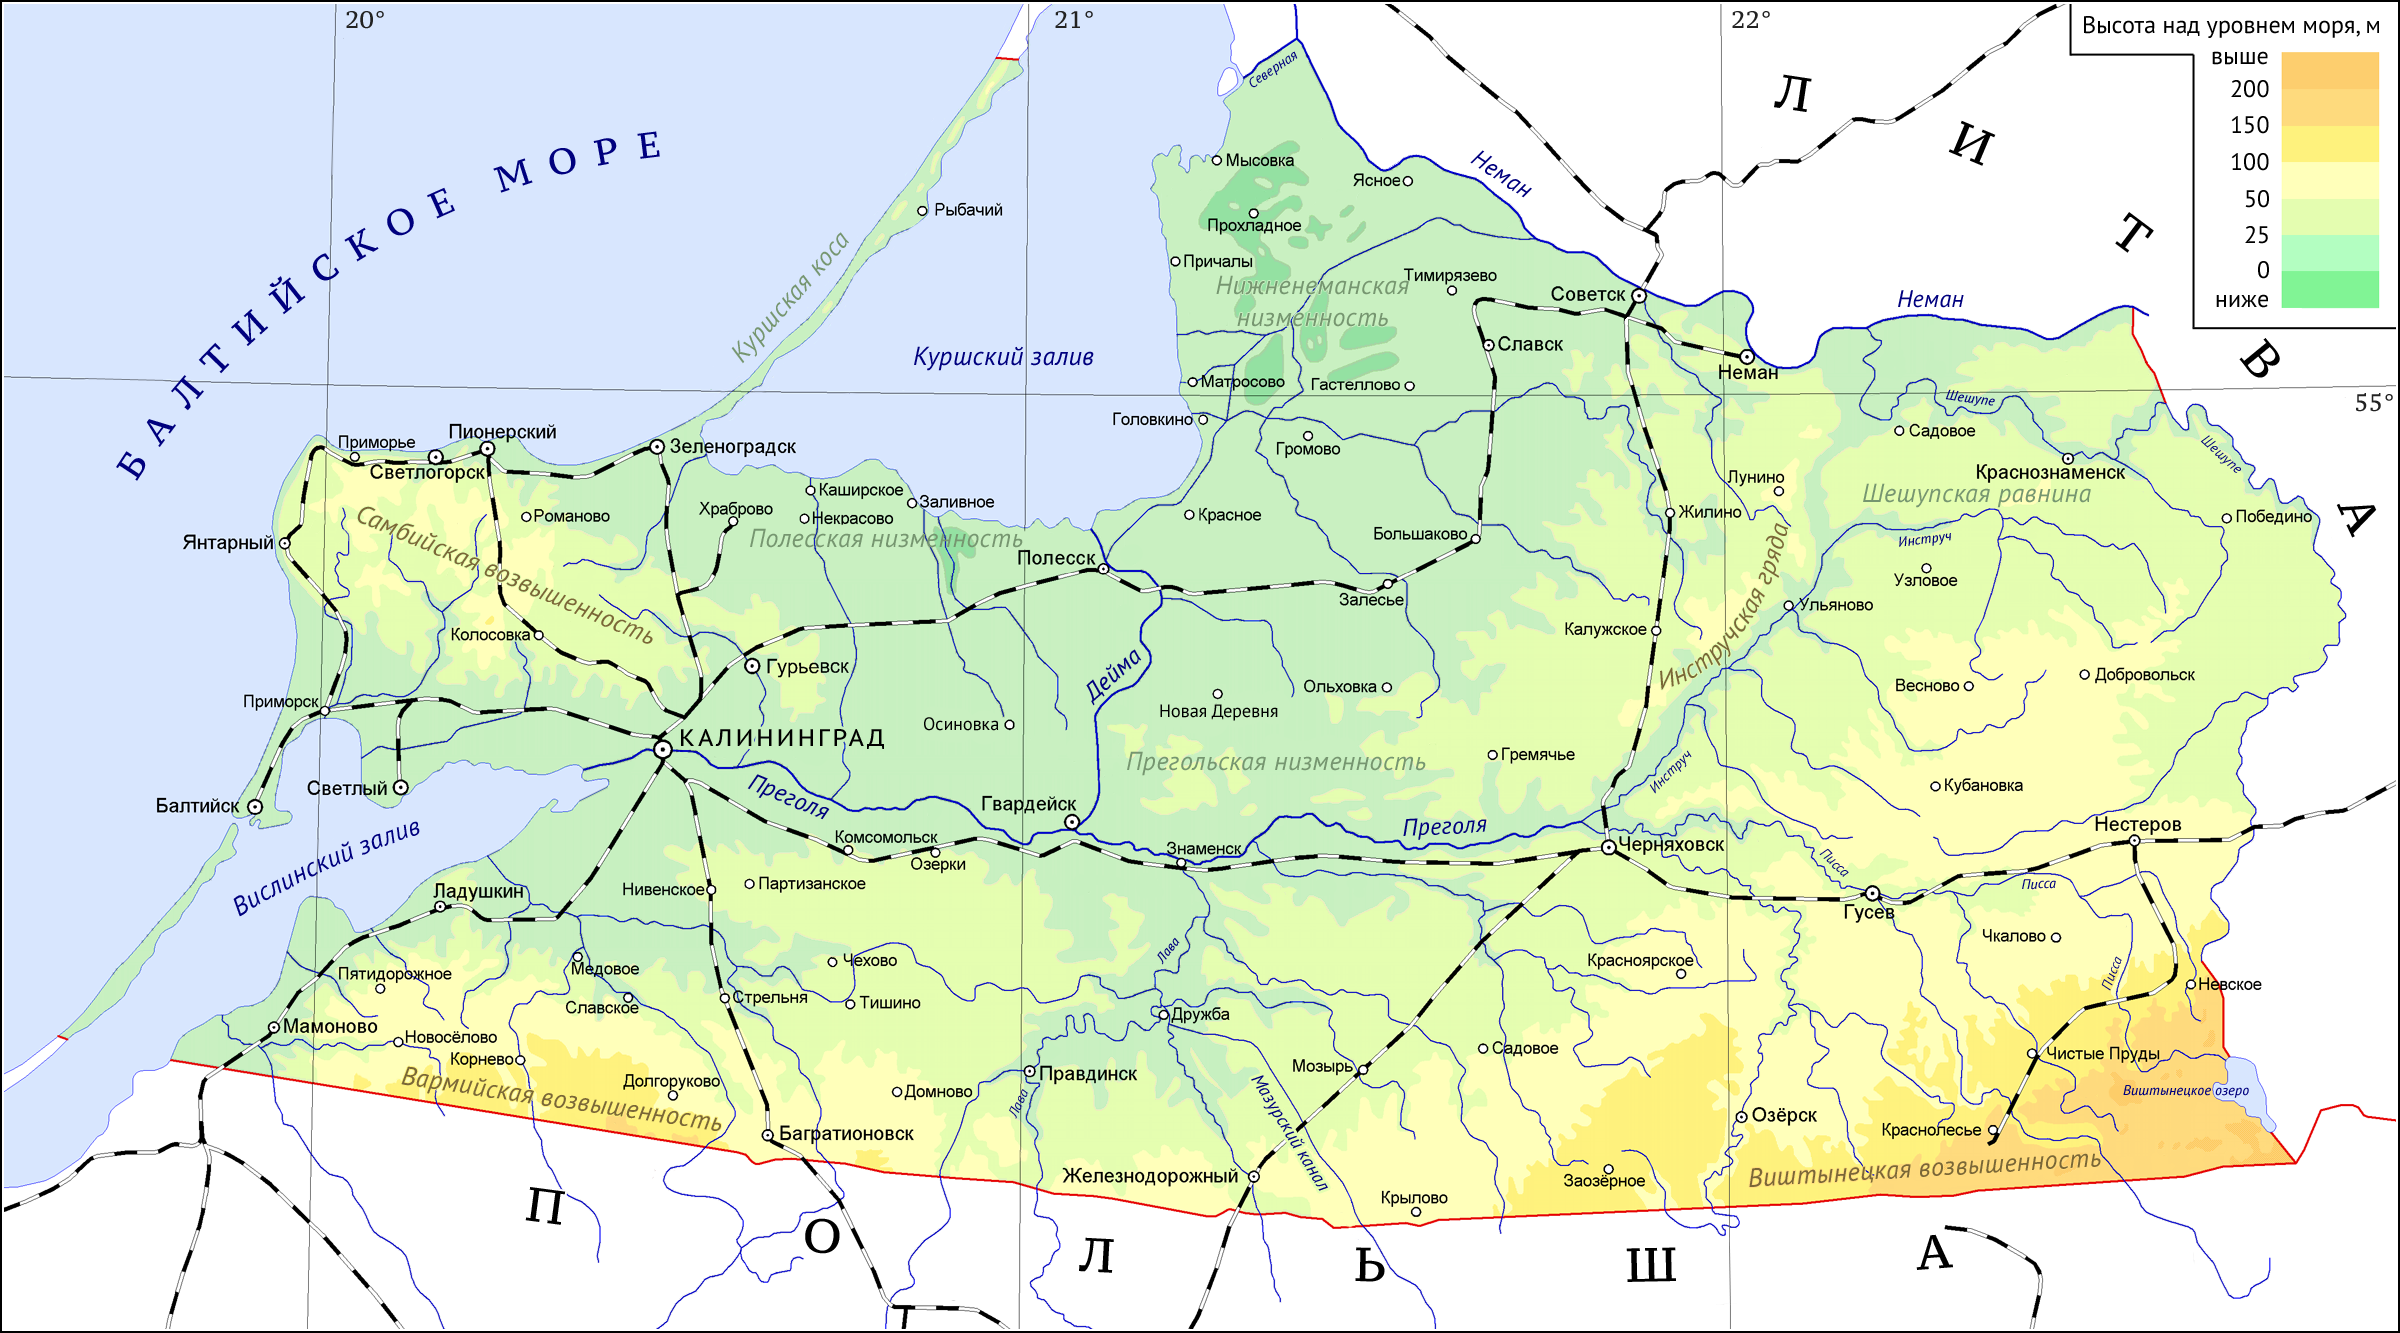 20°
21°
22°
Высота над уровнем моря, м
выше
200
150
100
50
25
0
ниже
55°
БАЛТИЙСКОЕ МОРЕ
ЛИТВА
ПОЛЬША
Северная
Мысовка
Ясное
Неман
Рыбачий
Прохладное
Куршская коса
Причалы
Тимирязево
Нижненеманская
низменность
Советск
Неман
Куршский залив
Славск
Неман
Матросово
Гастеллово
Шешупе
Головкино
Громово
Садовое
Шешупе
Приморье
Пионерский
Светлогорск
Зеленоградск
Краснознаменск
Лунино
Шешупская равнина
Каширское
Заливное
Храброво
Некрасово
Романово
Красное
Жилино
Победино
Самбийская возвышенность
Полесская низменность
Большаково
Инструч
Янтарный
Полесск
Узловое
Залесье
Ульяново
Инстручская гряда
Колосовка
Калужское
Гурьевск
Дейма
Ольховка
Весново
Добровольск
Приморск
Осиновка
Новая Деревня
КАЛИНИНГРАД
Прегольская низменность
Гремячье
Инструч
Светлый
Преголя
Кубановка
Балтийск
Гвардейск
Преголя
Нестеров
Вислинский залив
Комсомольск
Озерки
Знаменск
Черняховск
Писса
Ладушкин
Нивенское
Партизанское
Писса
Гусев
Чкалово
Лава
Медовое
Чехово
Красноярское
Писса
Пятидорожное
Славское
Стрельня
Тишино
Невское
Мамоново
Дружба
Новосёлово
Корнево
Садовое
Чистые Пруды
Мозырь
Правдинск
Долгоруково
Домново
Лава
Виштынецкое озеро
Вармийская возвышенность
Мазурский канал
Озёрск
Багратионовск
Краснолесье
Железнодорожный
Заозёрное
Виштынецкая возвышенность
Крылово